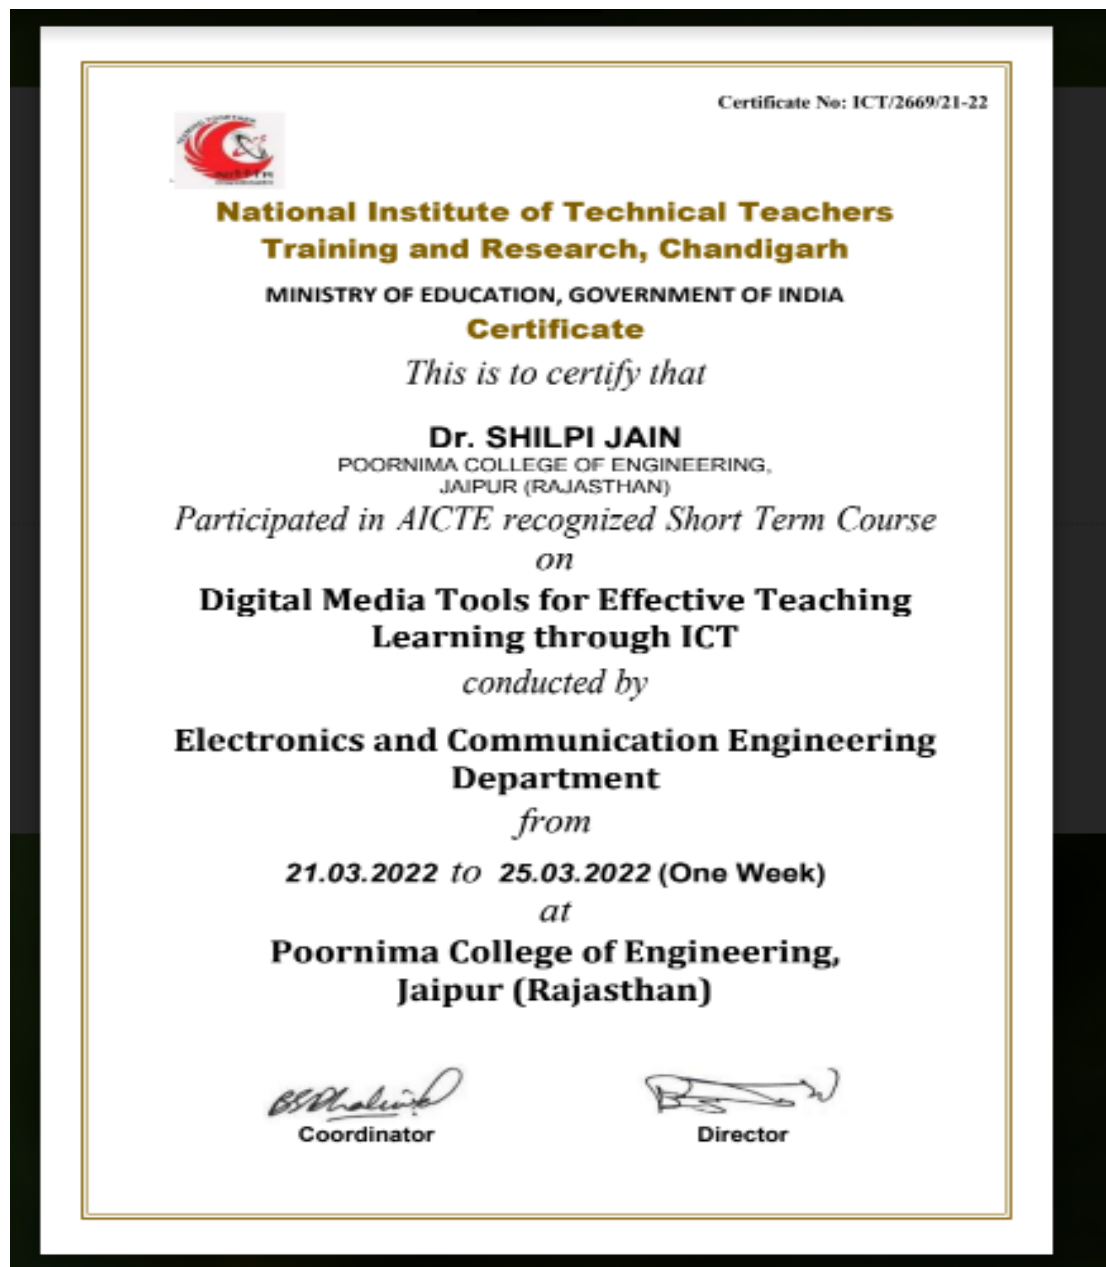 Certificate No: ICT/2669/21-22
National Institute of Technical Teachers
Training and Research, Chandigarh
MINISTRY OF EDUCATION, GOVERNMENT OF INDIA
Certificate
This is to certify that
Dr. SHILPI JAIN
POORNIMA COLLEGE OF ENGINEERING,
JAIPUR (RAJASTHAN)
Participated in AICTE recognized Short Term Course
on
Digital Media Tools for Effective Teaching
Learning through ICT
conducted by
Electronics and Communication Engineering
Department
from
21.03.2022 to 25.03.2022 (One Week)
at
Poornima College of Engineering,
Jaipur (Rajasthan)
Coordinator
Director